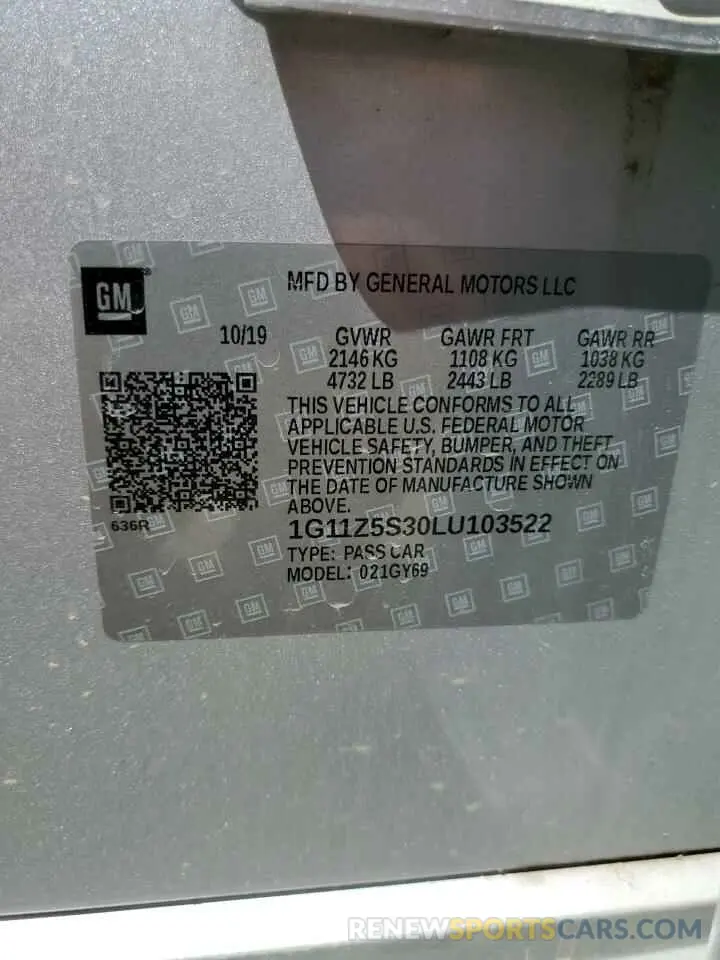 GM
MFD BY GENERAL MOTORS LLC
10/19 GVWR GAWR FRT GAWR RR
2146 KG 1108 KG 1038 KG
4732 LB 2443 LB 2289 LB
THIS VEHICLE CONFORMS TO ALL
APPLICABLE U.S. FEDERAL MOTOR
VEHICLE SAFETY, BUMPER, AND THEFT
PREVENTION STANDARDS IN EFFECT ON
THE DATE OF MANUFACTURE SHOWN
ABOVE.
636R
1G11Z5S30LU103522
TYPE: PASS CAR
MODEL: 021GY69
RENEWSPORTSCARS.COM